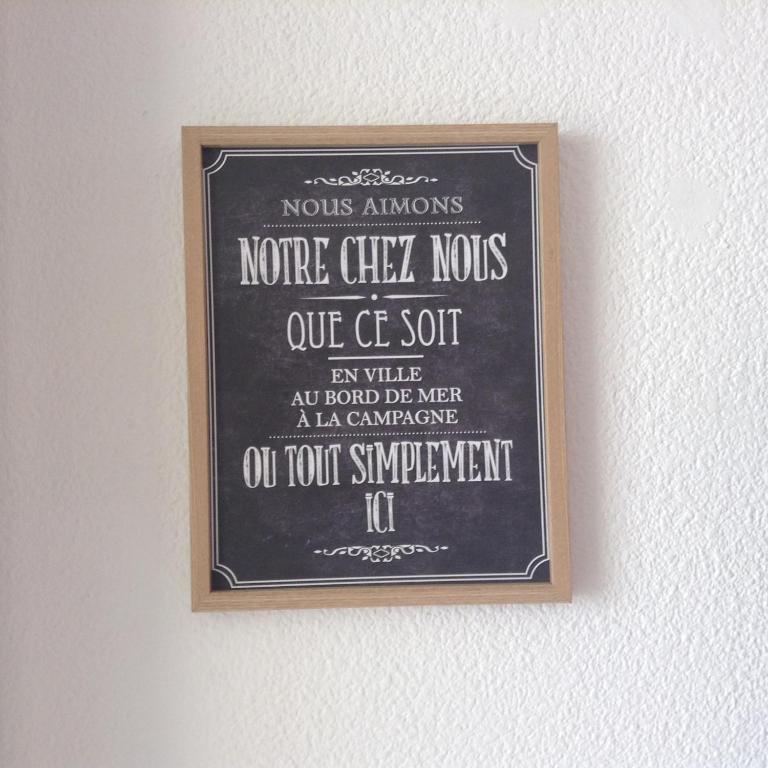 NOUS AIMONS
NOTRE CHEZ NOUS
QUE CE SOIT
EN VILLE
AU BORD DE MER
À LA CAMPAGNE
OU TOUT SIMPLEMENT
ICI